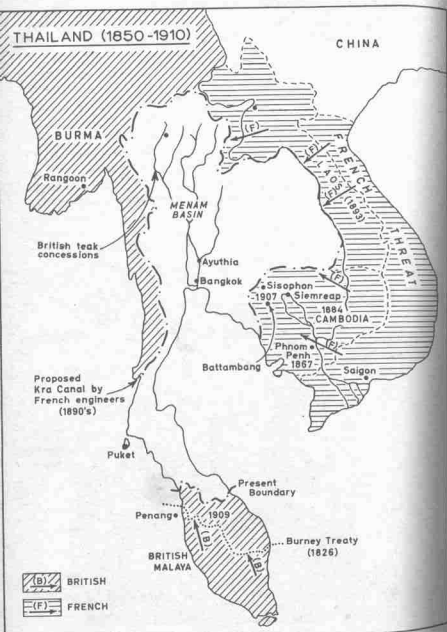 THAILAND (1850-1910)
CHINA
BURMA
Rangoon
MENAM
BASIN
British teak
concessions
Ayuthia
Bangkok
(F)
(F)
(F)
LAOS
(1893)
FRENCH
THREAT
Sisophon
1907
Siemreap
(F)
1884
CAMBODIA
Phnom
Penh
1867
(F)
Battambang
Saigon
Proposed
Kra Canal by
French engineers
(1890's)
Puket
Present
Boundary
Penang
1909
(B)
BRITISH
MALAYA
(B)
Burney Treaty
(1826)
(B) BRITISH
(F) FRENCH